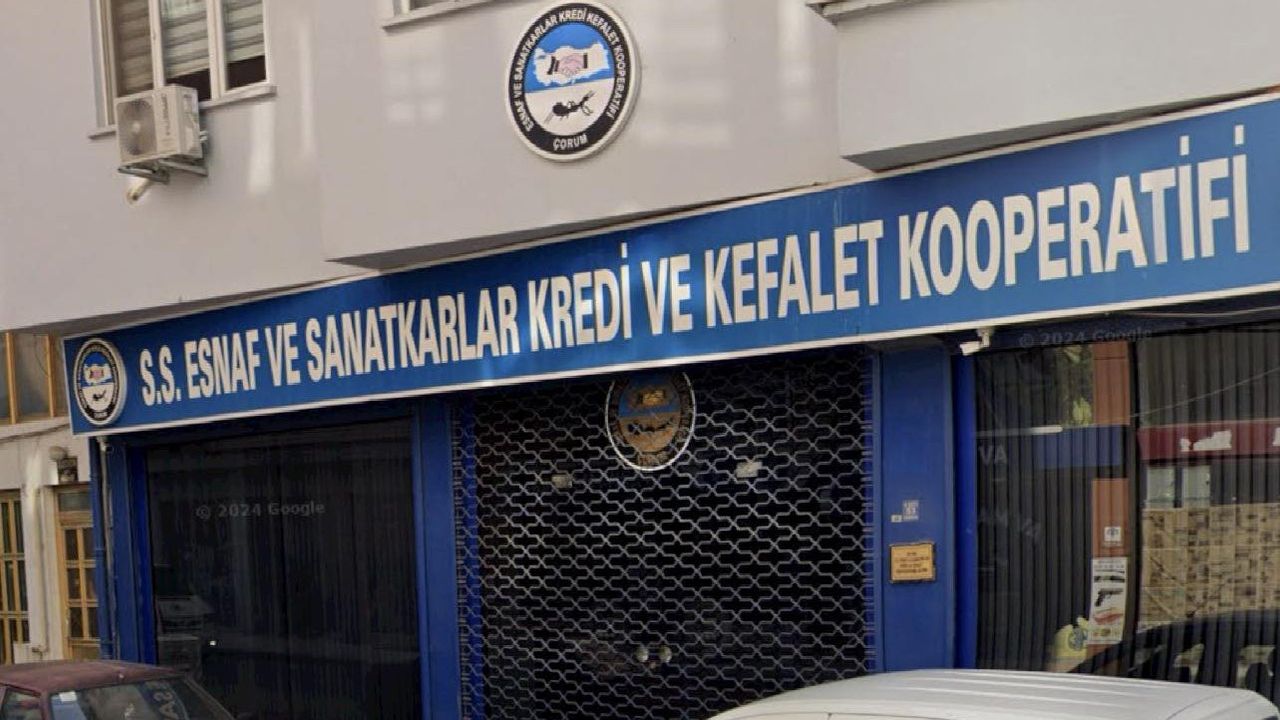 ESNAF VE SANATKARLAR KREDİ KEFALET KOOPERATİFİ
ÇORUM
S.S. ESNAF VE SANATKARLAR KREDİ VE KEFALET KOOPERATİFİ
© 2024 Google
© 2024 Google
VA